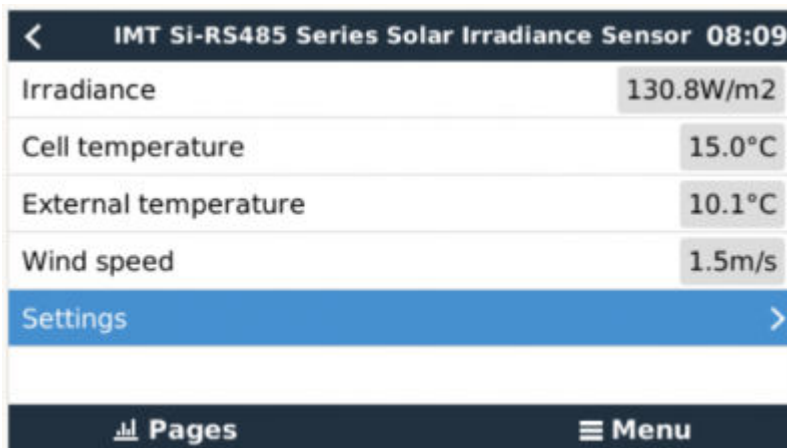 IMT Si-RS485 Series Solar Irradiance Sensor 08:09
Irradiance 130.8W/m2
Cell temperature 15.0°C
External temperature 10.1°C
Wind speed 1.5m/s
Settings
Pages Menu